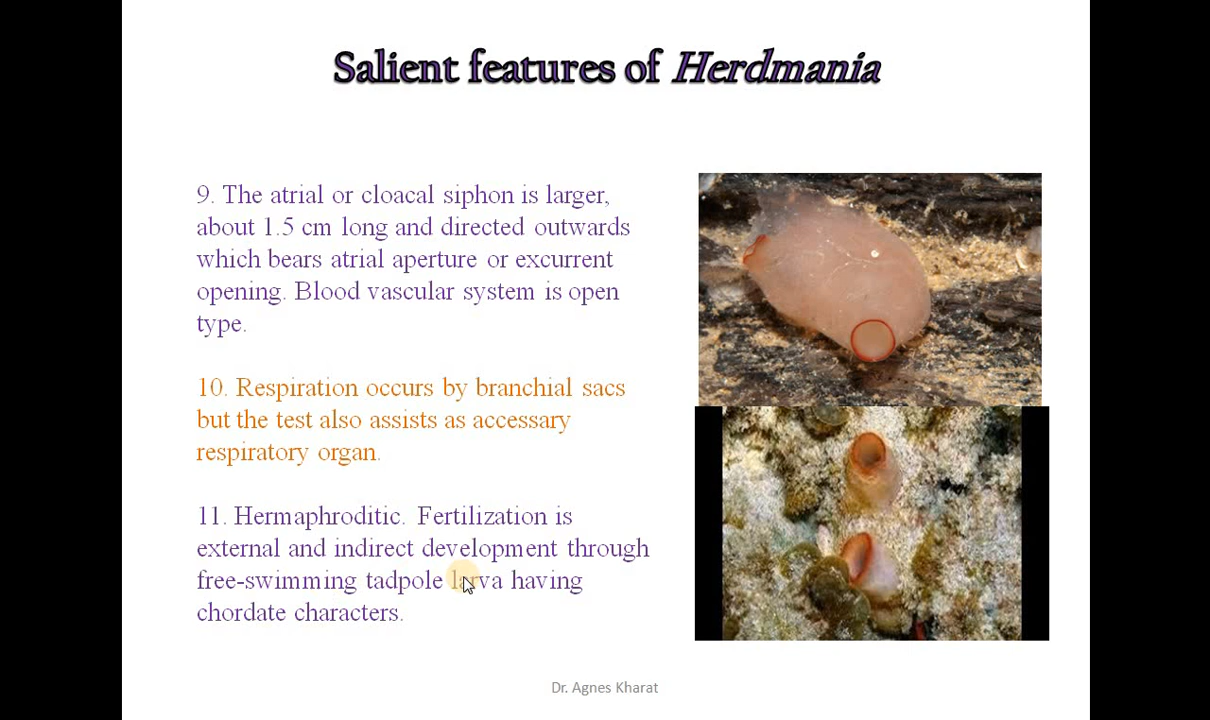 Salient features of Herdmania
9. The atrial or cloacal siphon is larger,
about 1.5 cm long and directed outwards
which bears atrial aperture or excurrent
opening. Blood vascular system is open
type.
10. Respiration occurs by branchial sacs
but the test also assists as accessary
respiratory organ.
11. Hermaphroditic. Fertilization is
external and indirect development through
free-swimming tadpole larva having
chordate characters.
Dr. Agnes Kharat